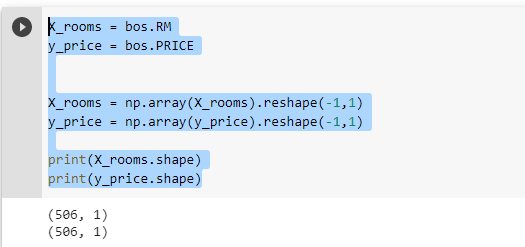 X_rooms = bos.RM
y_price = bos.PRICE
X_rooms = np.array(X_rooms).reshape(-1,1)
y_price = np.array(y_price).reshape(-1,1)
print(X_rooms.shape)
print(y_price.shape)
(506, 1)
(506, 1)